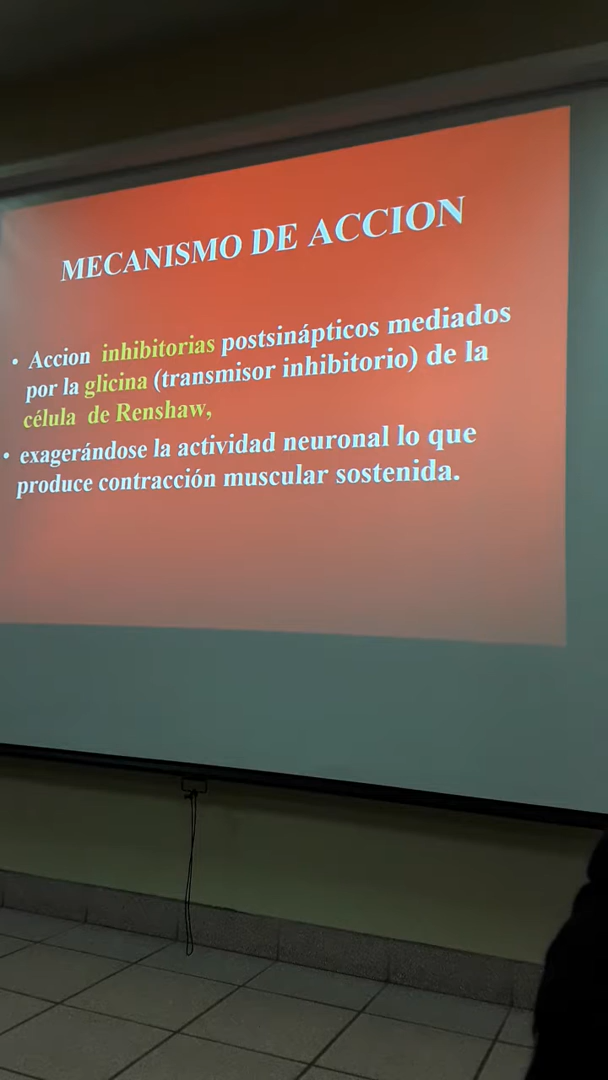 MECANISMO DE ACCION
• Accion inhibitorias postsinápticos mediados
por la glicina (transmisor inhibitorio) de la
célula de Renshaw,
• exagerándose la actividad neuronal lo que
produce contracción muscular sostenida.